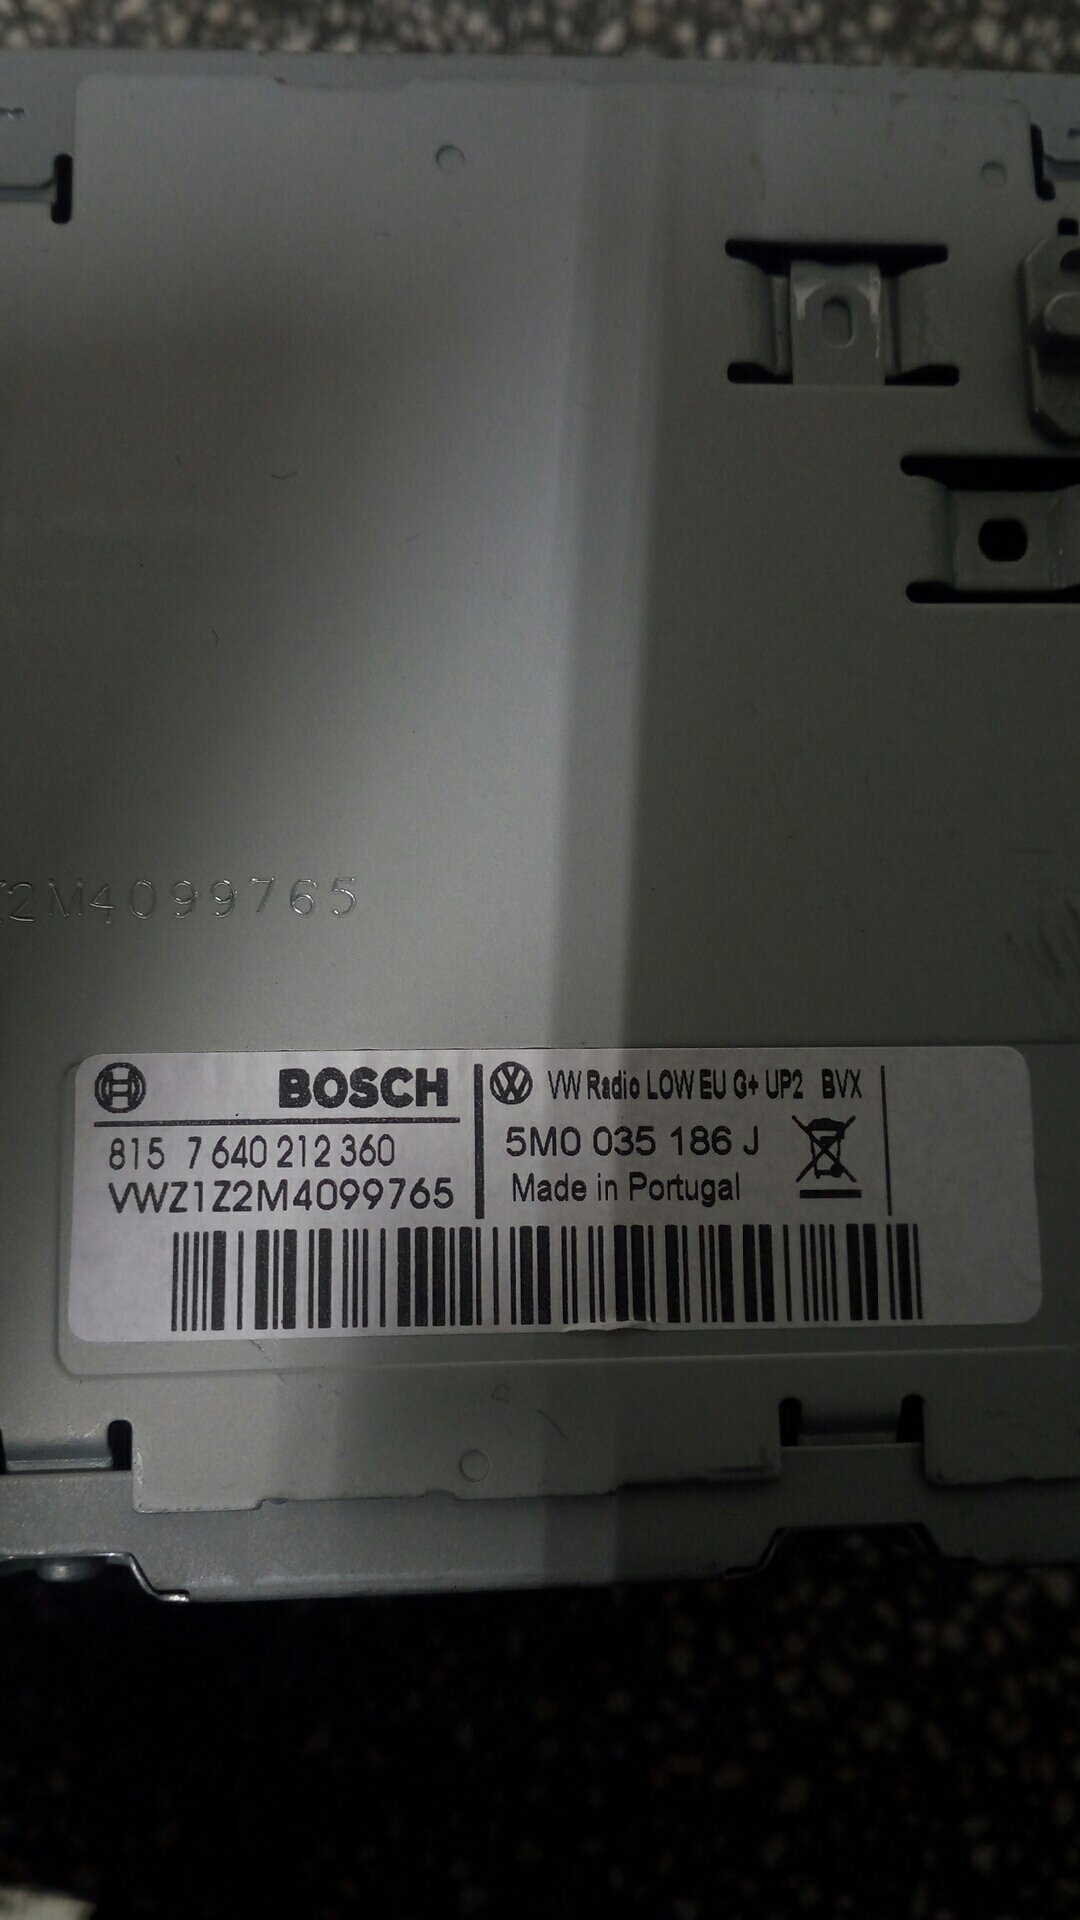 Z2M4099765
BOSCH
815 7 640 212 360
VWZ1Z2M4099765
VW Radio LOW EU G+ UP2 BVX
5M0 035 186 J
Made in Portugal